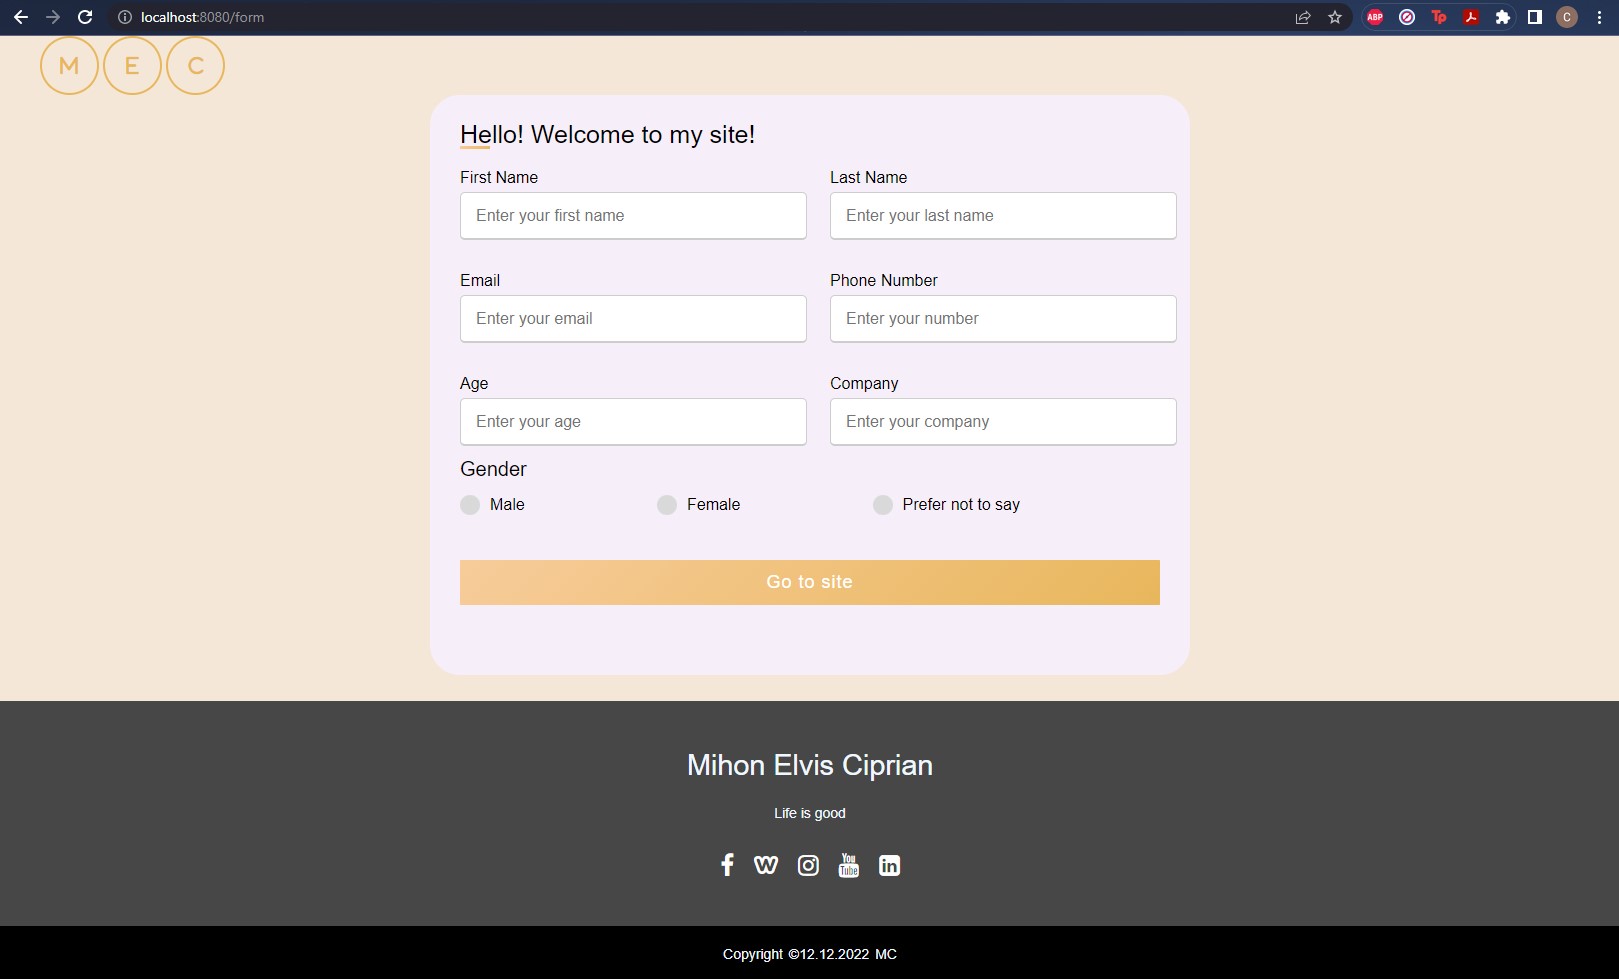 localhost:8080/form
ABP
Tp
C
M E C
Hello! Welcome to my site!
First Name Last Name
Enter your first name Enter your last name
Email Phone Number
Enter your email Enter your number
Age Company
Enter your age Enter your company
Gender
Male Female Prefer not to say
Go to site
Mihon Elvis Ciprian
Life is good
You Tube in
Copyright ©12.12.2022 MC